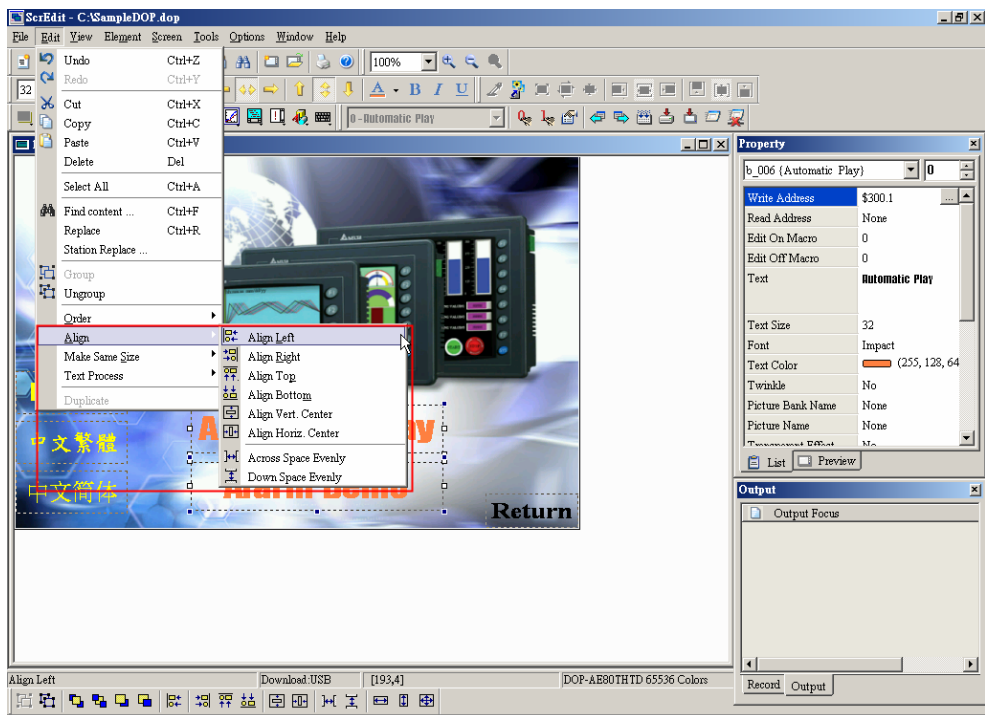 ScrEdit - C:\SampleDOP.dop
File Edit View Element Screen Tools Options Window Help
100%
32
B I U
0 - Automatic Play
Undo Ctrl+Z
Redo Ctrl+Y
Cut Ctrl+X
Copy Ctrl+C
Paste Ctrl+V
Delete Del
Select All Ctrl+A
Find content ... Ctrl+F
Replace Ctrl+R
Station Replace ...
Group
Ungroup
Order
Align
Make Same Size
Text Process
Duplicate
Align Left
Align Right
Align Top
Align Bottom
Align Vert. Center
Align Horiz. Center
Across Space Evenly
Down Space Evenly
中文繁體
中文简体
Alarm Demo
Return
Property
b_006 {Automatic Play} 0
Write Address $300.1 ...
Read Address None
Edit On Macro 0
Edit Off Macro 0
Text Automatic Play
Text Size 32
Font Impact
Text Color (255, 128, 64
Twinkle No
Picture Bank Name None
Picture Name None
Transparent Effect No
List Preview
Output
Output Focus
Record Output
Align Left Download:USB [193,4] DOP-AE80THTD 65536 Colors